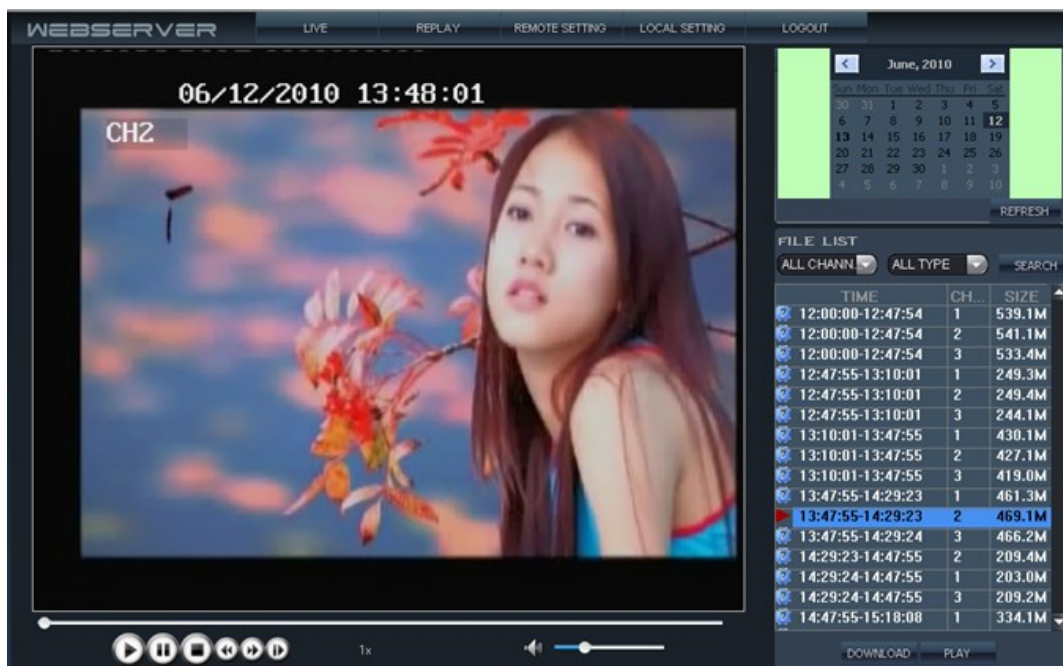 WEBSERVER
LIVE REPLAY REMOTE SETTING LOCAL SETTING LOGOUT
06/12/2010 13:48:01
CH2
June, 2010
Sun Mon Tue Wed Thu Fri Sat
30 31 1 2 3 4 5
6 7 8 9 10 11 12
13 14 15 16 17 18 19
20 21 22 23 24 25 26
27 28 29 30 1 2 3
4 5 6 7 8 9 10
REFRESH
FILE LIST
ALL CHANN. ALL TYPE SEARCH
TIME CH... SIZE
12:00:00-12:47:54 1 539.1M
12:00:00-12:47:54 2 541.1M
12:00:00-12:47:54 3 533.4M
12:47:55-13:10:01 1 249.3M
12:47:55-13:10:01 2 249.4M
12:47:55-13:10:01 3 244.1M
13:10:01-13:47:55 1 430.1M
13:10:01-13:47:55 2 427.1M
13:10:01-13:47:55 3 419.0M
13:47:55-14:29:23 1 461.3M
13:47:55-14:29:23 2 469.1M
13:47:55-14:29:24 3 466.2M
14:29:23-14:47:55 2 209.4M
14:29:24-14:47:55 1 203.0M
14:29:24-14:47:55 3 209.2M
14:47:55-15:18:08 1 334.1M
1x
DOWNLOAD PLAY